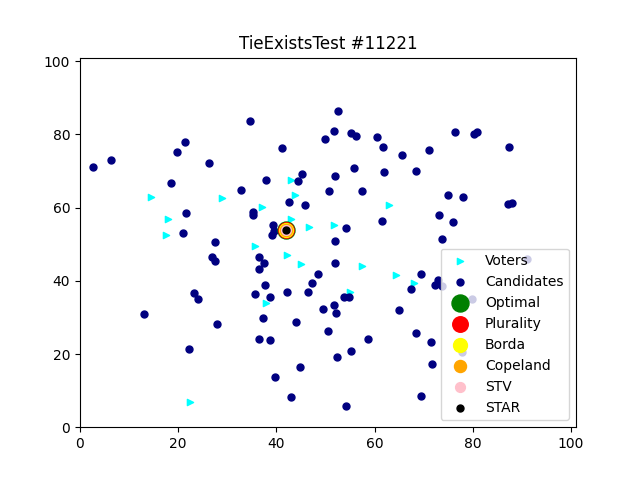 TieExistsTest #11221
100
80
60
40
20
0
0 20 40 60 80 100
Voters
Candidates
Optimal
Plurality
Borda
Copeland
STV
STAR